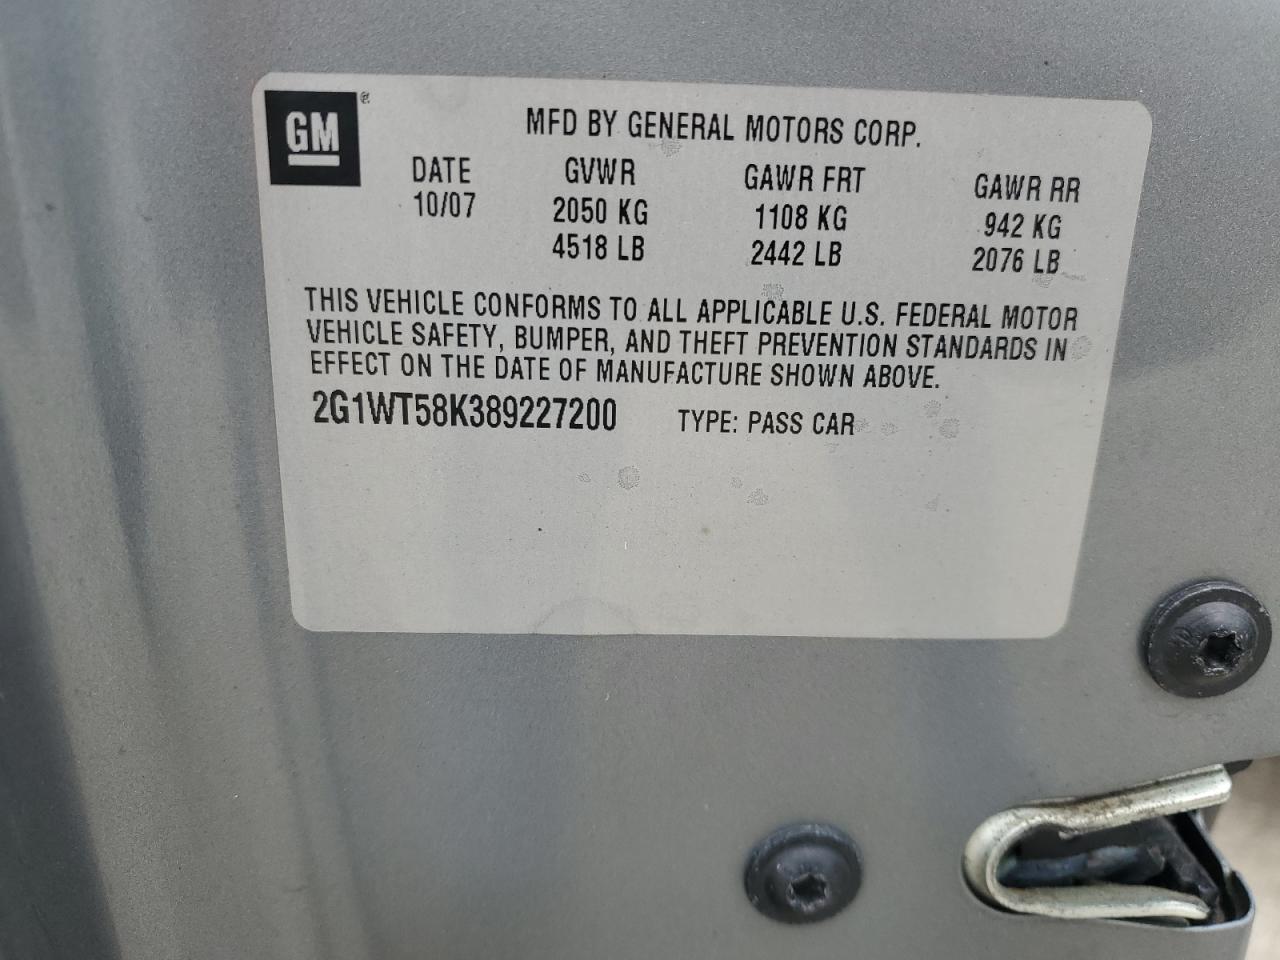 GM ®
MFD BY GENERAL MOTORS CORP.
DATE GVWR GAWR FRT GAWR RR
10/07 2050 KG 1108 KG 942 KG
4518 LB 2442 LB 2076 LB
THIS VEHICLE CONFORMS TO ALL APPLICABLE U.S. FEDERAL MOTOR
VEHICLE SAFETY, BUMPER, AND THEFT PREVENTION STANDARDS IN
EFFECT ON THE DATE OF MANUFACTURE SHOWN ABOVE.
2G1WT58K389227200 TYPE: PASS CAR